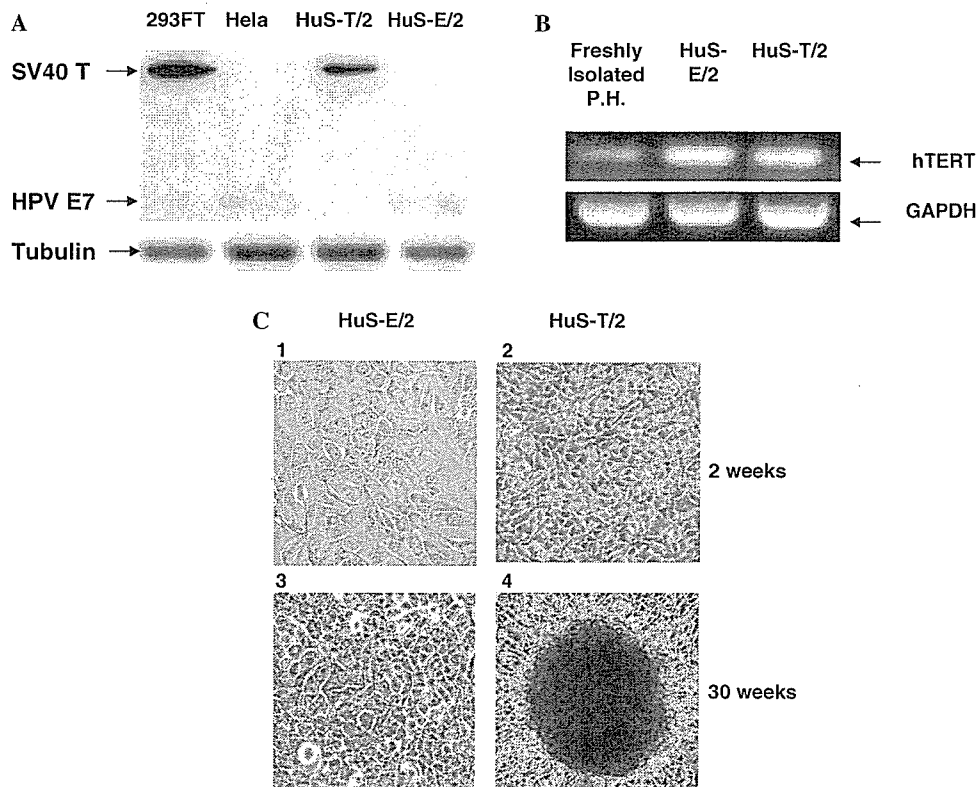 A
293FT Hela HuS-T/2 HuS-E/2
SV40 T
HPV E7
Tubulin
B
Freshly
Isolated
P.H.
HuS-
E/2
HuS-T/2
hTERT
GAPDH
C
HuS-E/2
HuS-T/2
1
2
2 weeks
3
4
30 weeks